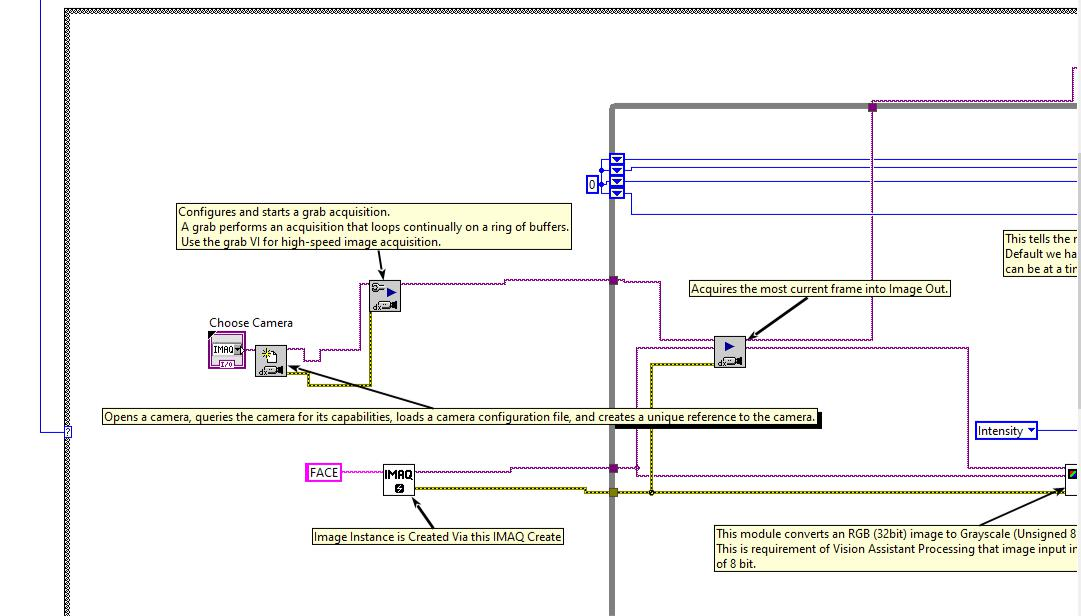 Configures and starts a grab acquisition.
A grab performs an acquisition that loops continually on a ring of buffers.
Use the grab VI for high-speed image acquisition.
0
This tells the
Default we ha
can be at a tin
Acquires the most current frame into Image Out.
Choose Camera
IMAQ
I/O
Opens a camera, queries the camera for its capabilities, loads a camera configuration file, and creates a unique reference to the camera.
?
Intensity
FACE
IMAQ
Image Instance is Created Via this IMAQ Create
This module converts an RGB (32bit) image to Grayscale (Unsigned 8
This is requirement of Vision Assistant Processing that image input in
of 8 bit.